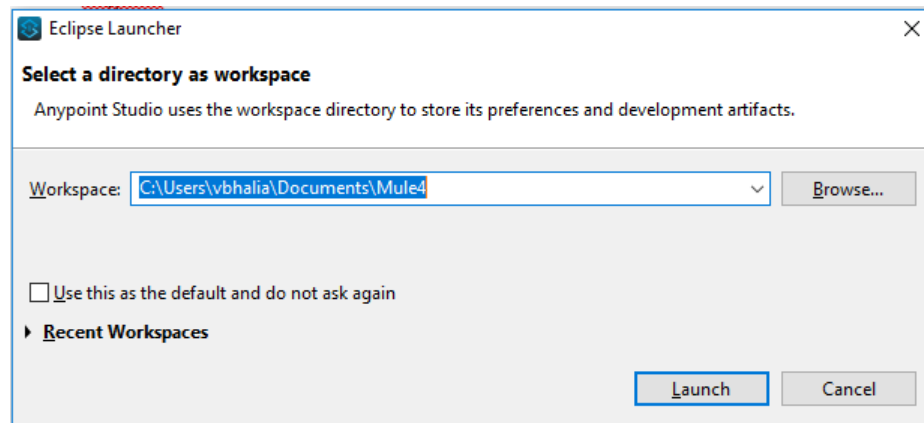 Eclipse Launcher
Select a directory as workspace
Anypoint Studio uses the workspace directory to store its preferences and development artifacts.
Workspace: C:\Users\vbhalia\Documents\Mule4 Browse...
Use this as the default and do not ask again
Recent Workspaces
Launch Cancel